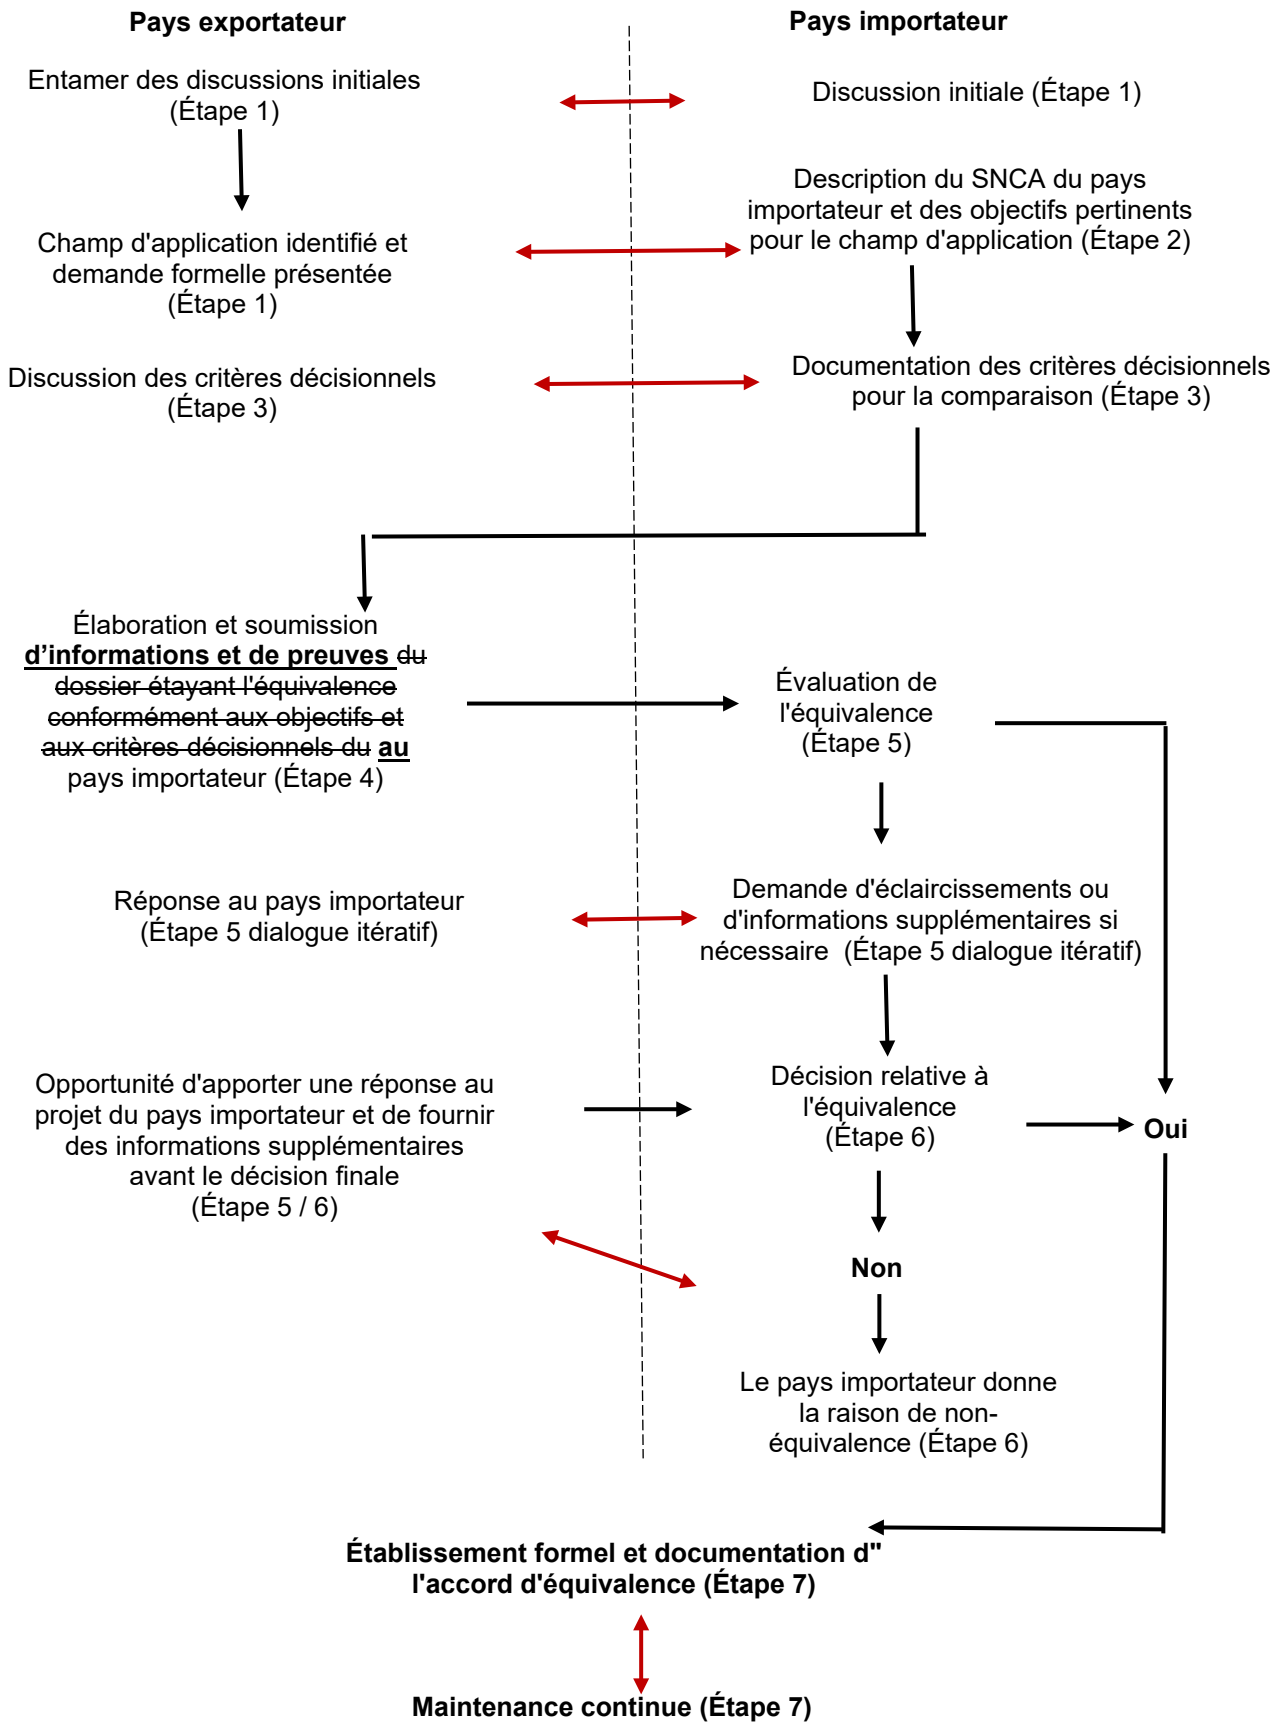 Pays exportateur
Pays importateur
Entamer des discussions initiales
(Étape 1)
Discussion initiale (Étape 1)
Description du SNCA du pays
importateur et des objectifs pertinents
pour le champ d'application (Étape 2)
Champ d'application identifié et
demande formelle présentée
(Étape 1)
Discussion des critères décisionnels
(Étape 3)
Documentation des critères décisionnels
pour la comparaison (Étape 3)
Élaboration et soumission
d’informations et de preuves du
dossier étayant l'équivalence
conformément aux objectifs et
aux critères décisionnels du au
pays importateur (Étape 4)
Évaluation de
l'équivalence
(Étape 5)
Réponse au pays importateur
(Étape 5 dialogue itératif)
Demande d'éclaircissements ou
d'informations supplémentaires si
nécessaire (Étape 5 dialogue itératif)
Opportunité d'apporter une réponse au
projet du pays importateur et de fournir
des informations supplémentaires
avant le décision finale
(Étape 5 / 6)
Décision relative à
l'équivalence
(Étape 6)
Oui
Non
Le pays importateur donne
la raison de non-
équivalence (Étape 6)
Établissement formel et documentation d"
l'accord d'équivalence (Étape 7)
Maintenance continue (Étape 7)